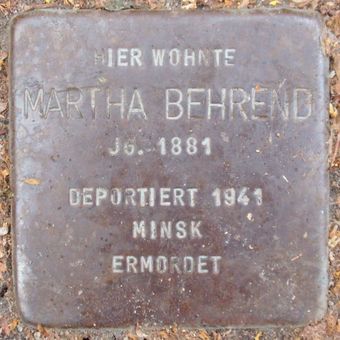 HIER WOHNTE
MARTHA BEHREND
JG. 1881
DEPORTIERT 1941
MINSK
ERMORDET